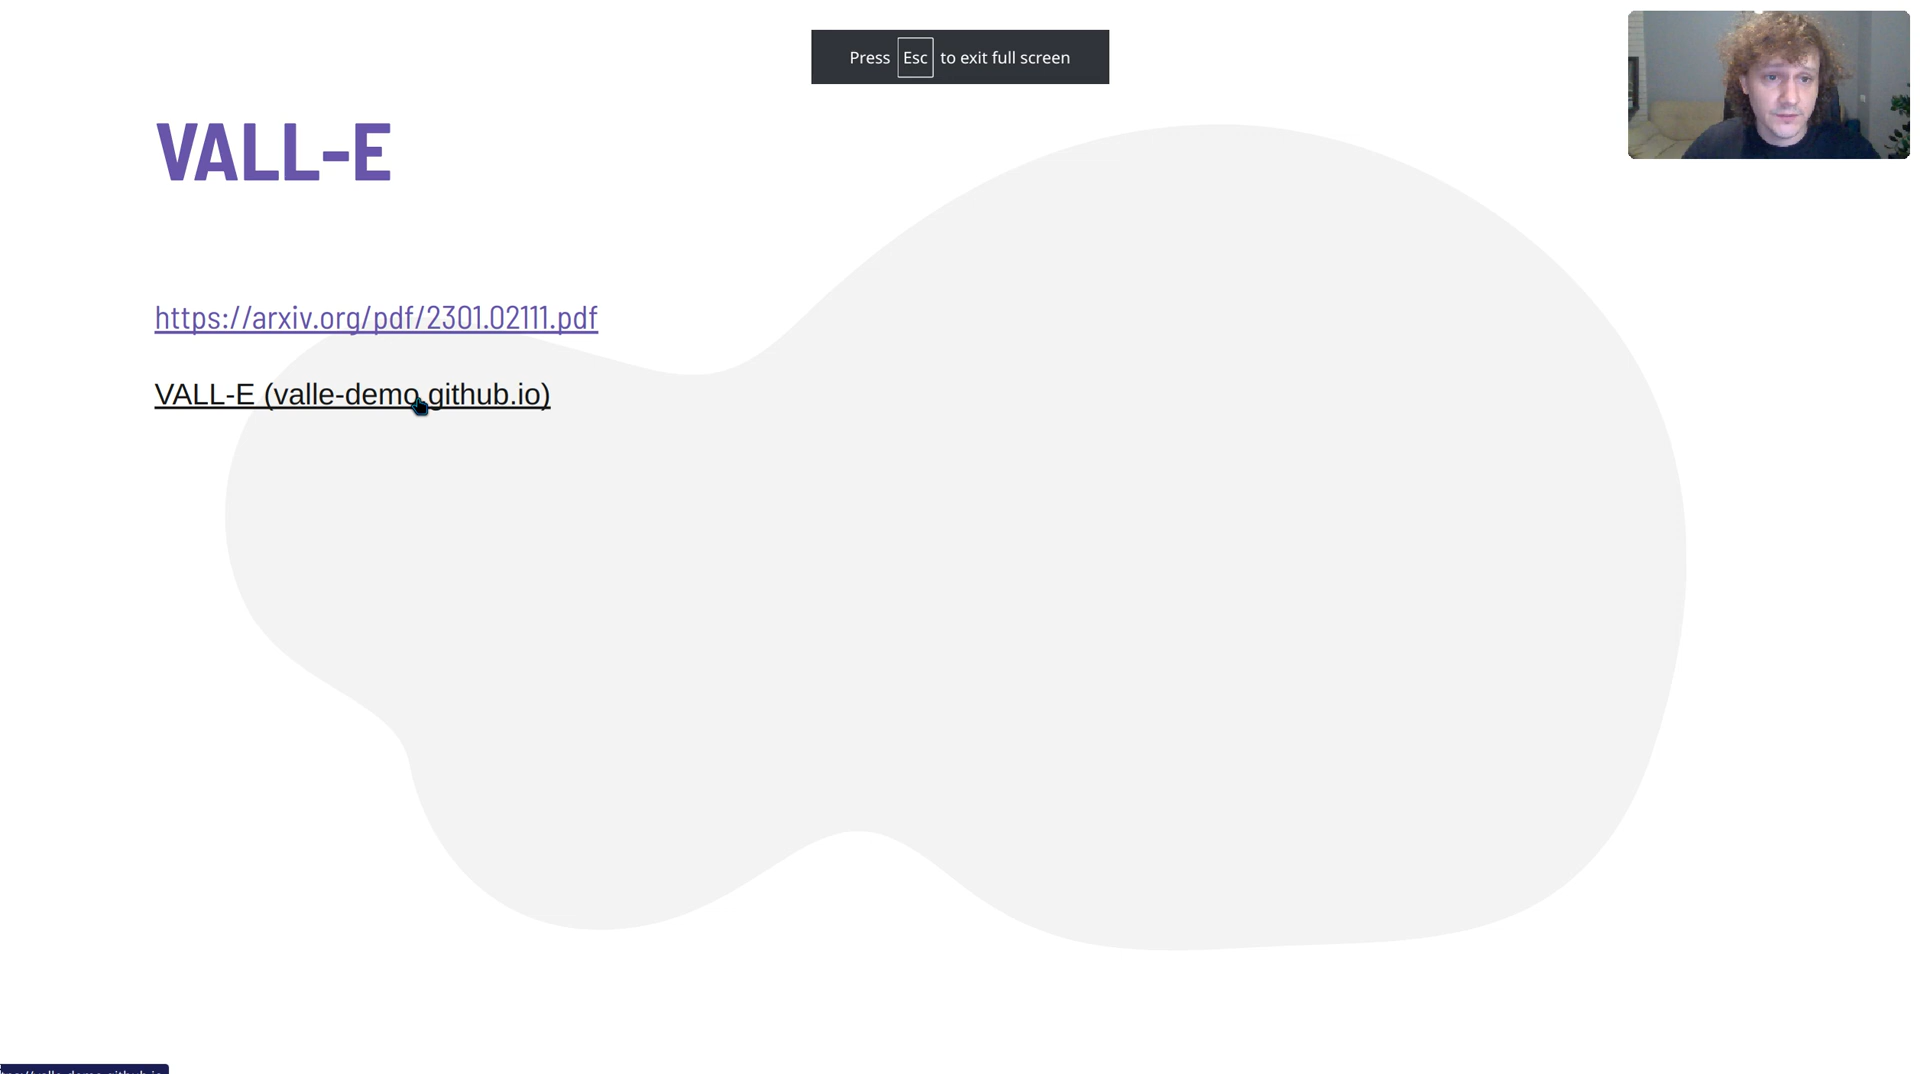 Press Esc to exit full screen
VALL-E
https://arxiv.org/pdf/2301.02111.pdf
VALL-E (valle-demo.github.io)